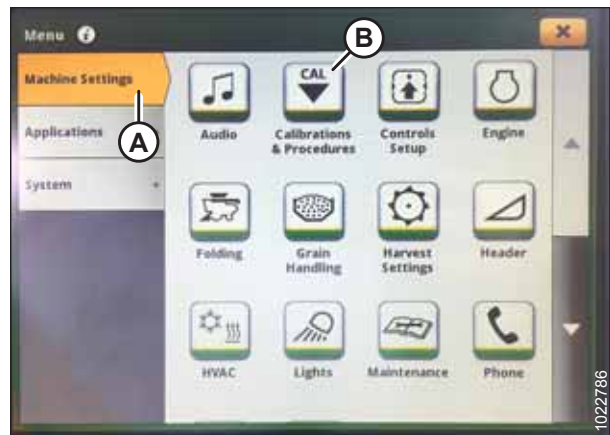 Menu i
B
Machine Settings
CAL
A
Applications
Audio
Calibrations
& Procedures
Controls
Setup
Engine
System
+
Folding
Grain
Handling
Harvest
Settings
Header
HVAC
Lights
Maintenance
Phone
1022786